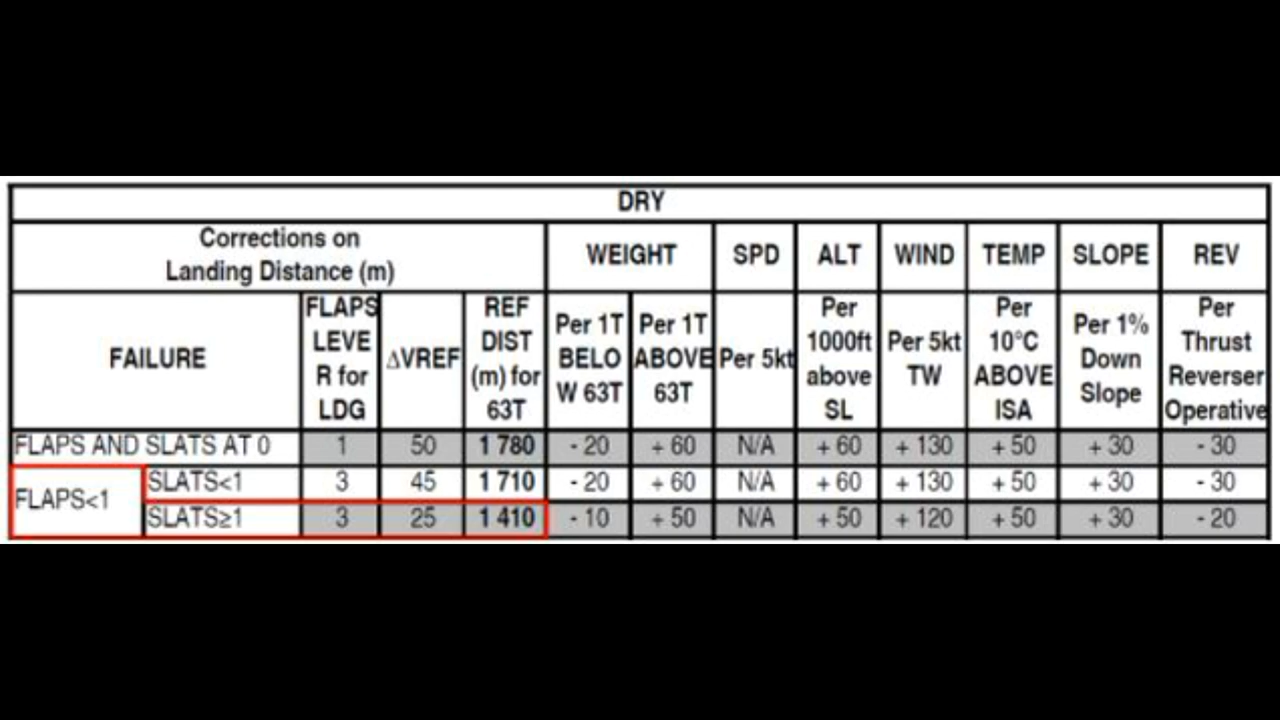 DRY
Corrections on
Landing Distance (m)
WEIGHT SPD ALT WIND TEMP SLOPE REV
FAILURE
FLAPS
LEVE
R for
LDG
ΔVREF
REF
DIST
(m) for
63T
Per 1T
BELO
W 63T
Per 1T
ABOVE
63T
Per 5kt
Per
1000ft
above
SL
Per 5kt
TW
Per
10°C
ABOVE
ISA
Per 1%
Down
Slope
Per
Thrust
Reverser
Operative
FLAPS AND SLATS AT 0 1 50 1 780 - 20 + 60 N/A + 60 + 130 + 50 + 30 - 30
FLAPS<1
SLATS<1 3 45 1 710 - 20 + 60 N/A + 60 + 130 + 50 + 30 - 30
SLATS≥1 3 25 1 410 - 10 + 50 N/A + 50 + 120 + 50 + 30 - 20